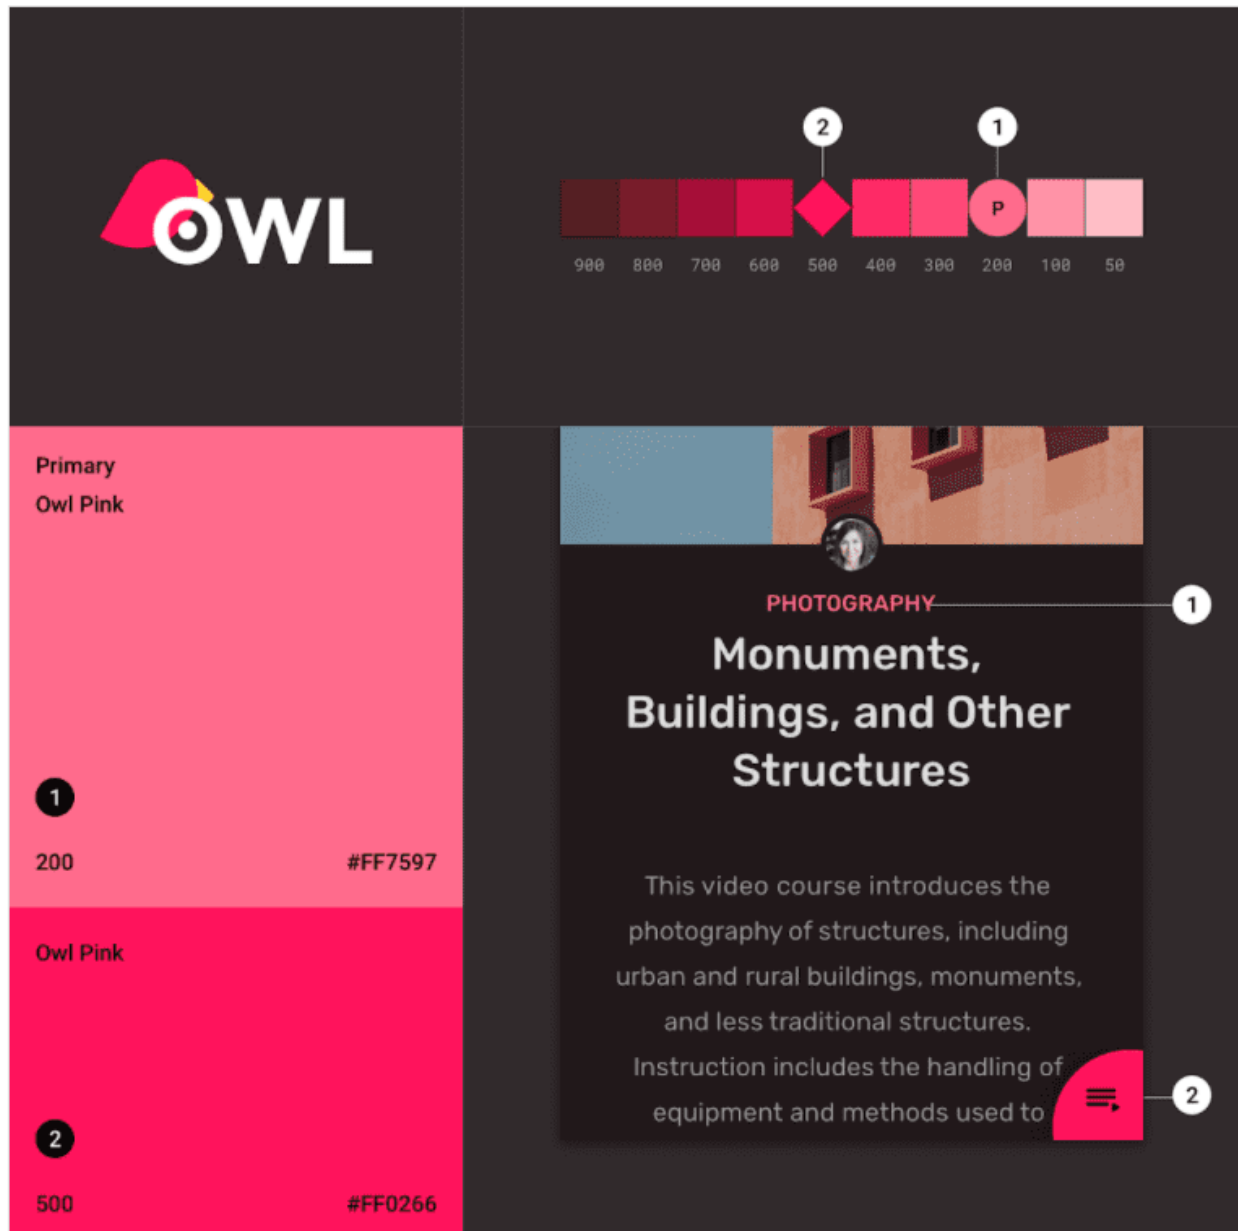 OWL
2 1
P
900 800 700 600 500 400 300 200 100 50
Primary
Owl Pink
1
200 #FF7597
Owl Pink
2
500 #FF0266
PHOTOGRAPHY
1
Monuments,
Buildings, and Other
Structures
This video course introduces the
photography of structures, including
urban and rural buildings, monuments,
and less traditional structures.
Instruction includes the handling of
equipment and methods used to
2